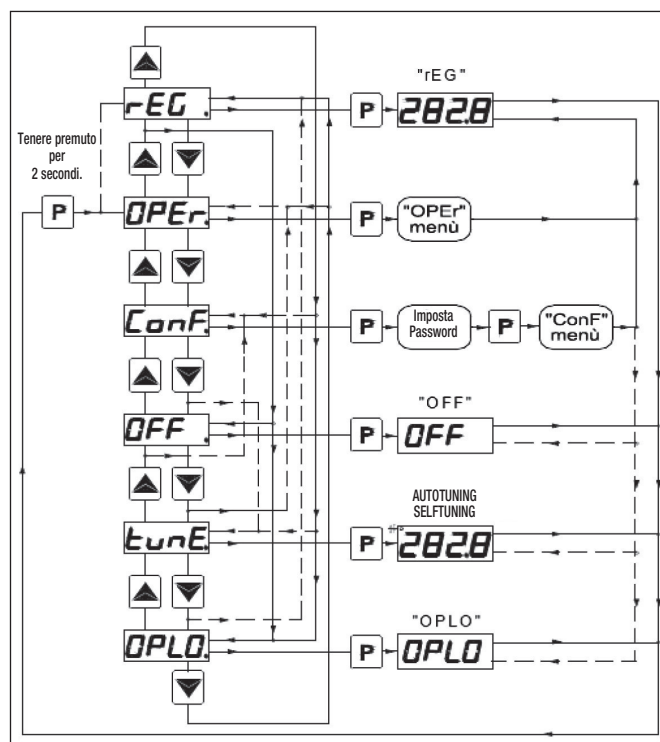 "rEG"
rEG .
P
282.8
Tenere premuto
per
2 secondi.
P
OPEr.
P
"OPEr"
menù
ConF.
P
Imposta
Password
P
"ConF"
menù
"OFF"
OFF .
P
OFF
AUTOTUNING
SELFTUNING
tunE.
P
282.8
"OPLO"
OPLO.
P
OPLO